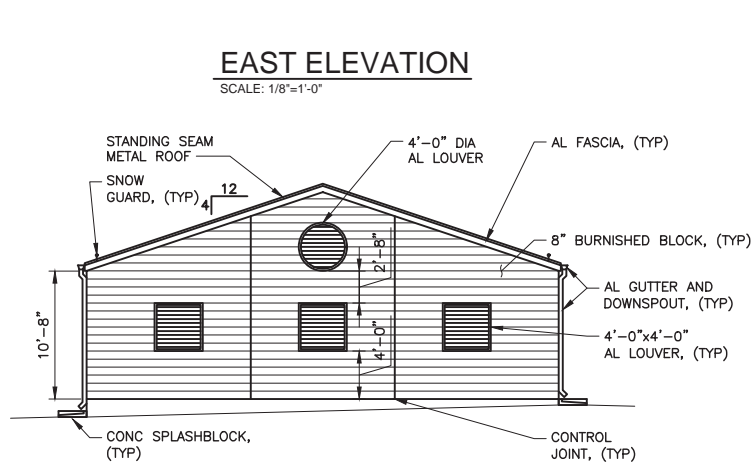 EAST ELEVATION
SCALE: 1/8"=1'-0"
STANDING SEAM
METAL ROOF
4'-0" DIA
AL LOUVER
AL FASCIA, (TYP)
SNOW
GUARD, (TYP)
12
4
8" BURNISHED BLOCK, (TYP)
2'-8"
AL GUTTER AND
DOWNSPOUT, (TYP)
10'-8"
4'-0"
4'-0"x4'-0"
AL LOUVER, (TYP)
CONC SPLASHBLOCK,
(TYP)
CONTROL
JOINT, (TYP)